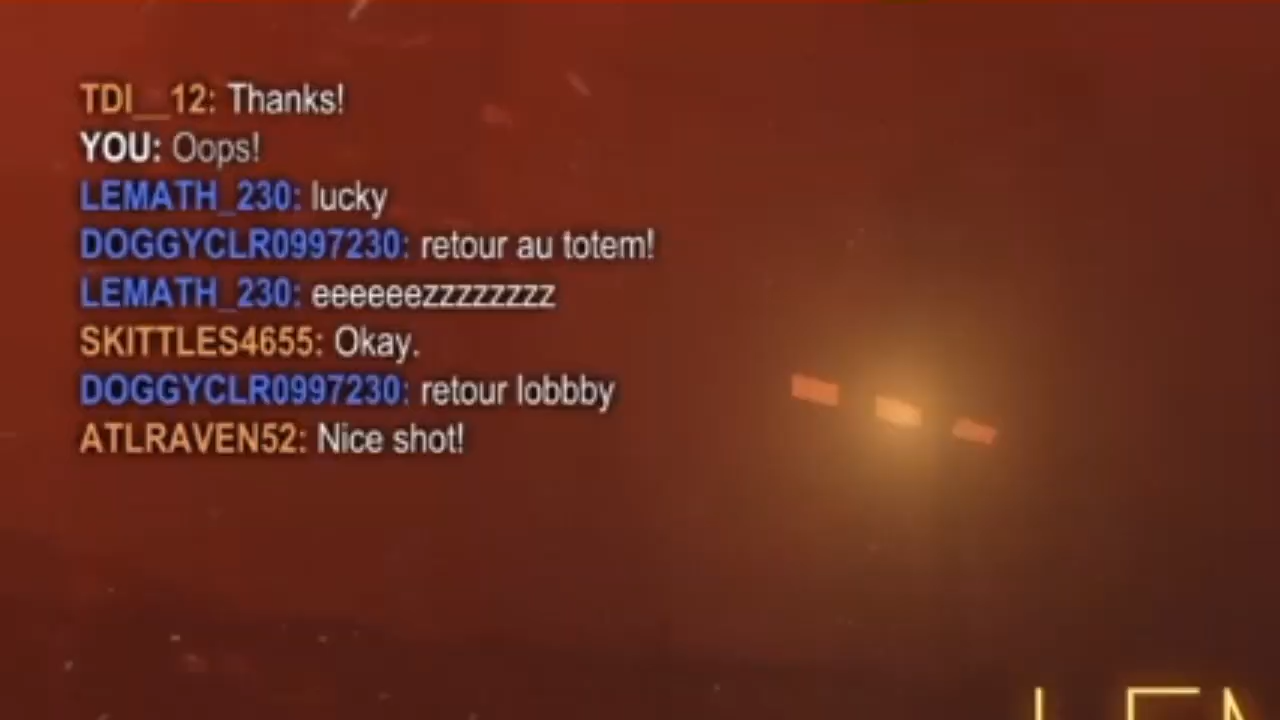 TDI__12: Thanks!
YOU: Oops!
LEMATH_230: lucky
DOGGYCLR0997230: retour au totem!
LEMATH_230: eeeeeezzzzzzzz
SKITTLES4655: Okay.
DOGGYCLR0997230: retour lobbby
ATLRAVEN52: Nice shot!